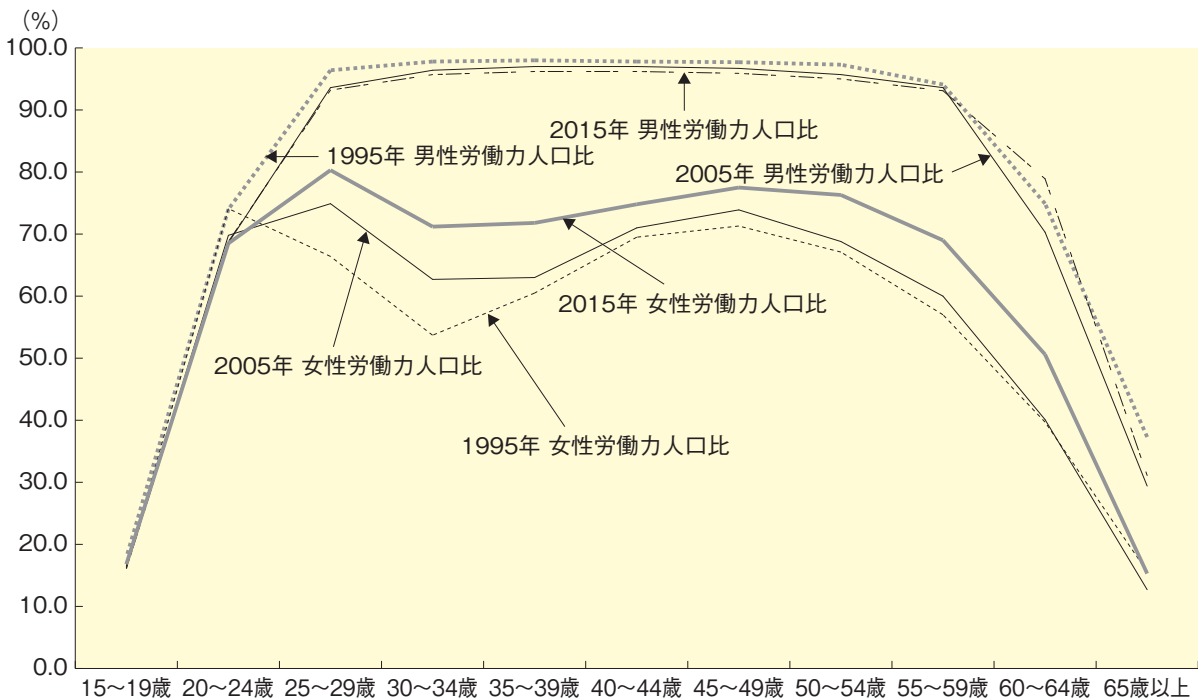 (%)
100.0
90.0
80.0
70.0
60.0
50.0
40.0
30.0
20.0
10.0
0.0
2015年 男性労働力人口比
1995年 男性労働力人口比
2005年 男性労働力人口比
2015年 女性労働力人口比
2005年 女性労働力人口比
1995年 女性労働力人口比
15〜19歳 20〜24歳 25〜29歳 30〜34歳 35〜39歳 40〜44歳 45〜49歳 50〜54歳 55〜59歳 60〜64歳 65歳以上